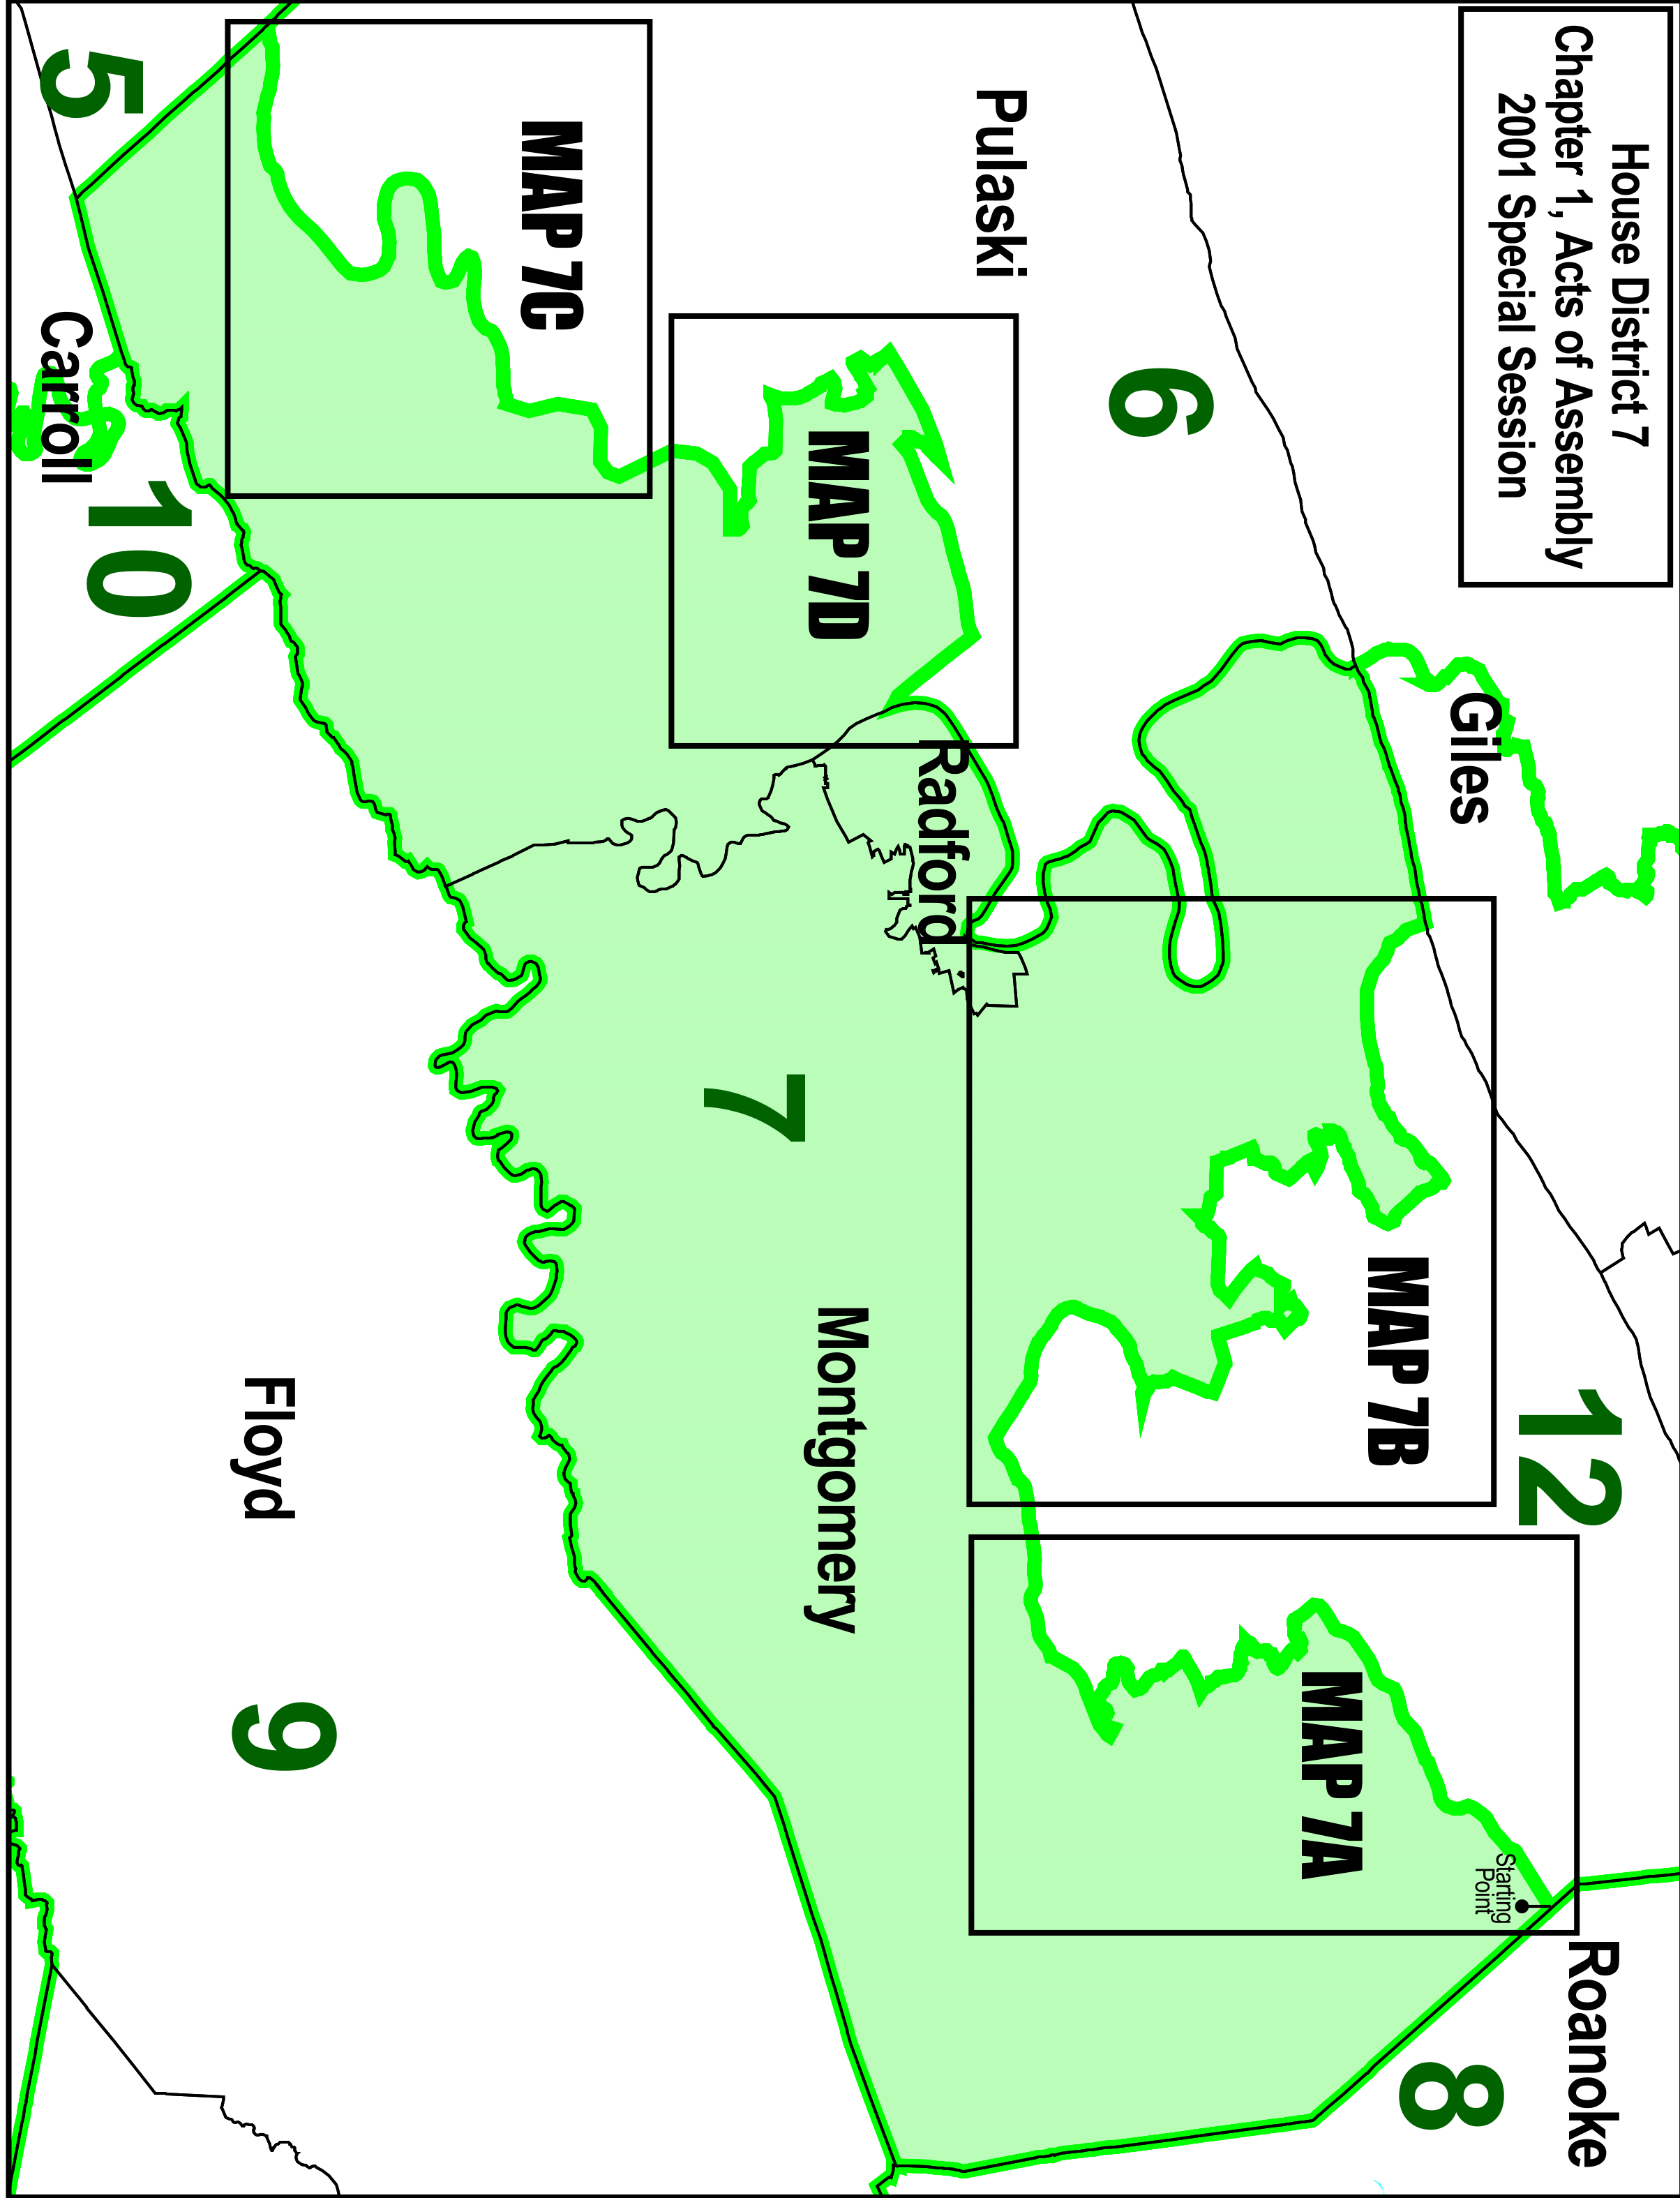 House District 7
Chapter 1, Acts of Assembly
2001 Special Session
Giles
12
Roanoke
8
6
MAP 7B
MAP 7A
Starting
Point
Pulaski
Radford
MAP 7D
Montgomery
7
MAP 7C
Floyd
9
5
Carroll
10